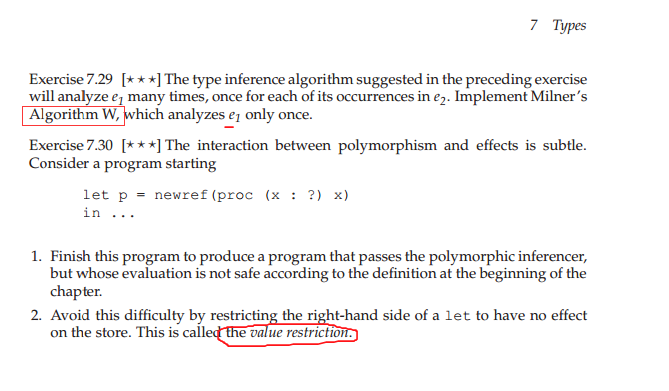 7 Types
Exercise 7.29 [⋆ ⋆ ⋆] The type inference algorithm suggested in the preceding exercise
will analyze e₁ many times, once for each of its occurrences in e₂. Implement Milner's
Algorithm W, which analyzes e₁ only once.
Exercise 7.30 [⋆ ⋆ ⋆] The interaction between polymorphism and effects is subtle.
Consider a program starting
let p = newref(proc (x : ?) x)
in ...
1. Finish this program to produce a program that passes the polymorphic inferencer,
but whose evaluation is not safe according to the definition at the beginning of the
chapter.
2. Avoid this difficulty by restricting the right-hand side of a let to have no effect
on the store. This is called the value restriction.